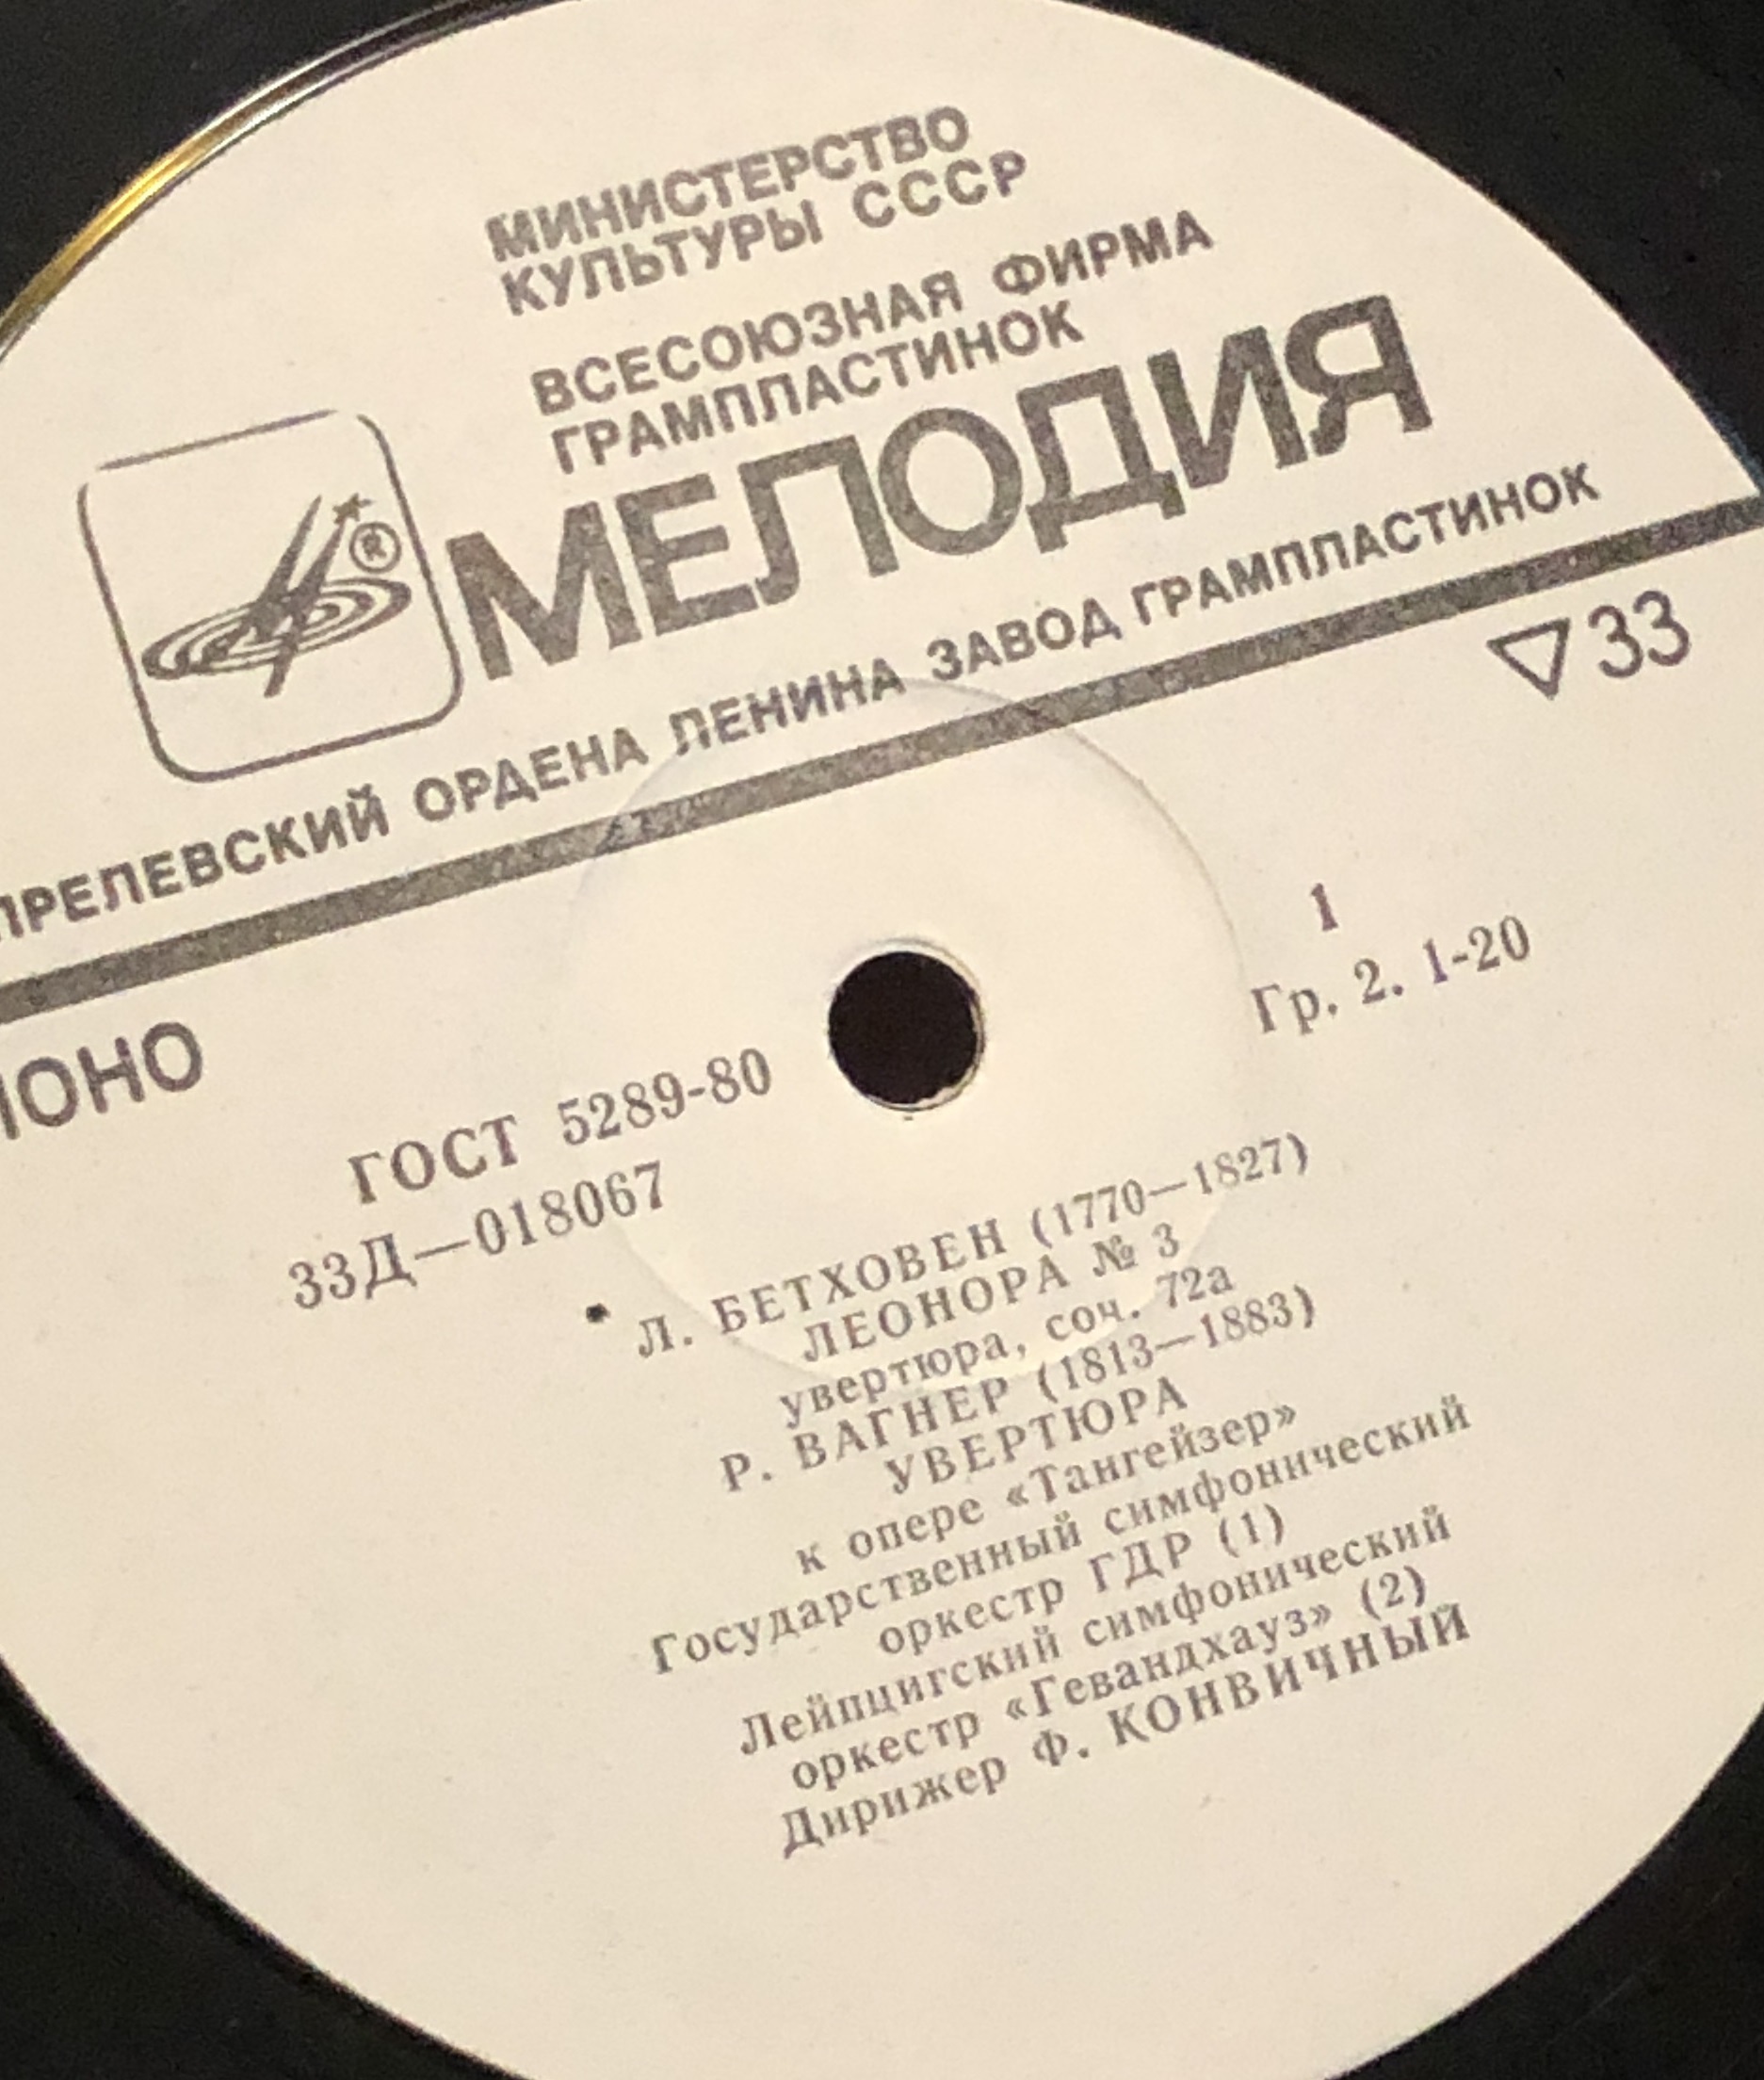 МИНИСТЕРСТВО
КУЛЬТУРЫ СССР
ВСЕСОЮЗНАЯ ФИРМА
ГРАМПЛАСТИНОК
МЕЛОДИЯ
®
ПРЕЛЕВСКИЙ ОРДЕНА ЛЕНИНА ЗАВОД ГРАМПЛАСТИНОК
▽33
МОНО
1
Гр. 2. 1-20
ГОСТ 5289-80
33Д—018067
Л. БЕТХОВЕН (1770—1827)
ЛЕОНОРА № 3
увертюра, соч. 72а
Р. ВАГНЕР (1813—1883)
УВЕРТЮРА
к опере «Тангейзер»
Государственный симфонический
оркестр ГДР (1)
Лейпцигский симфонический
оркестр «Гевандхауз» (2)
Дирижер Ф. КОНВИЧНЫЙ